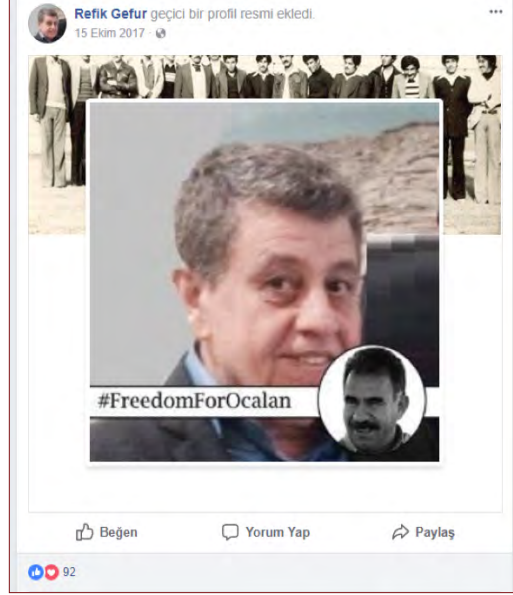 Refik Gefur geçici bir profil resmi ekledi.
15 Ekim 2017 ·
#FreedomForOcalan
Beğen Yorum Yap Paylaş
92